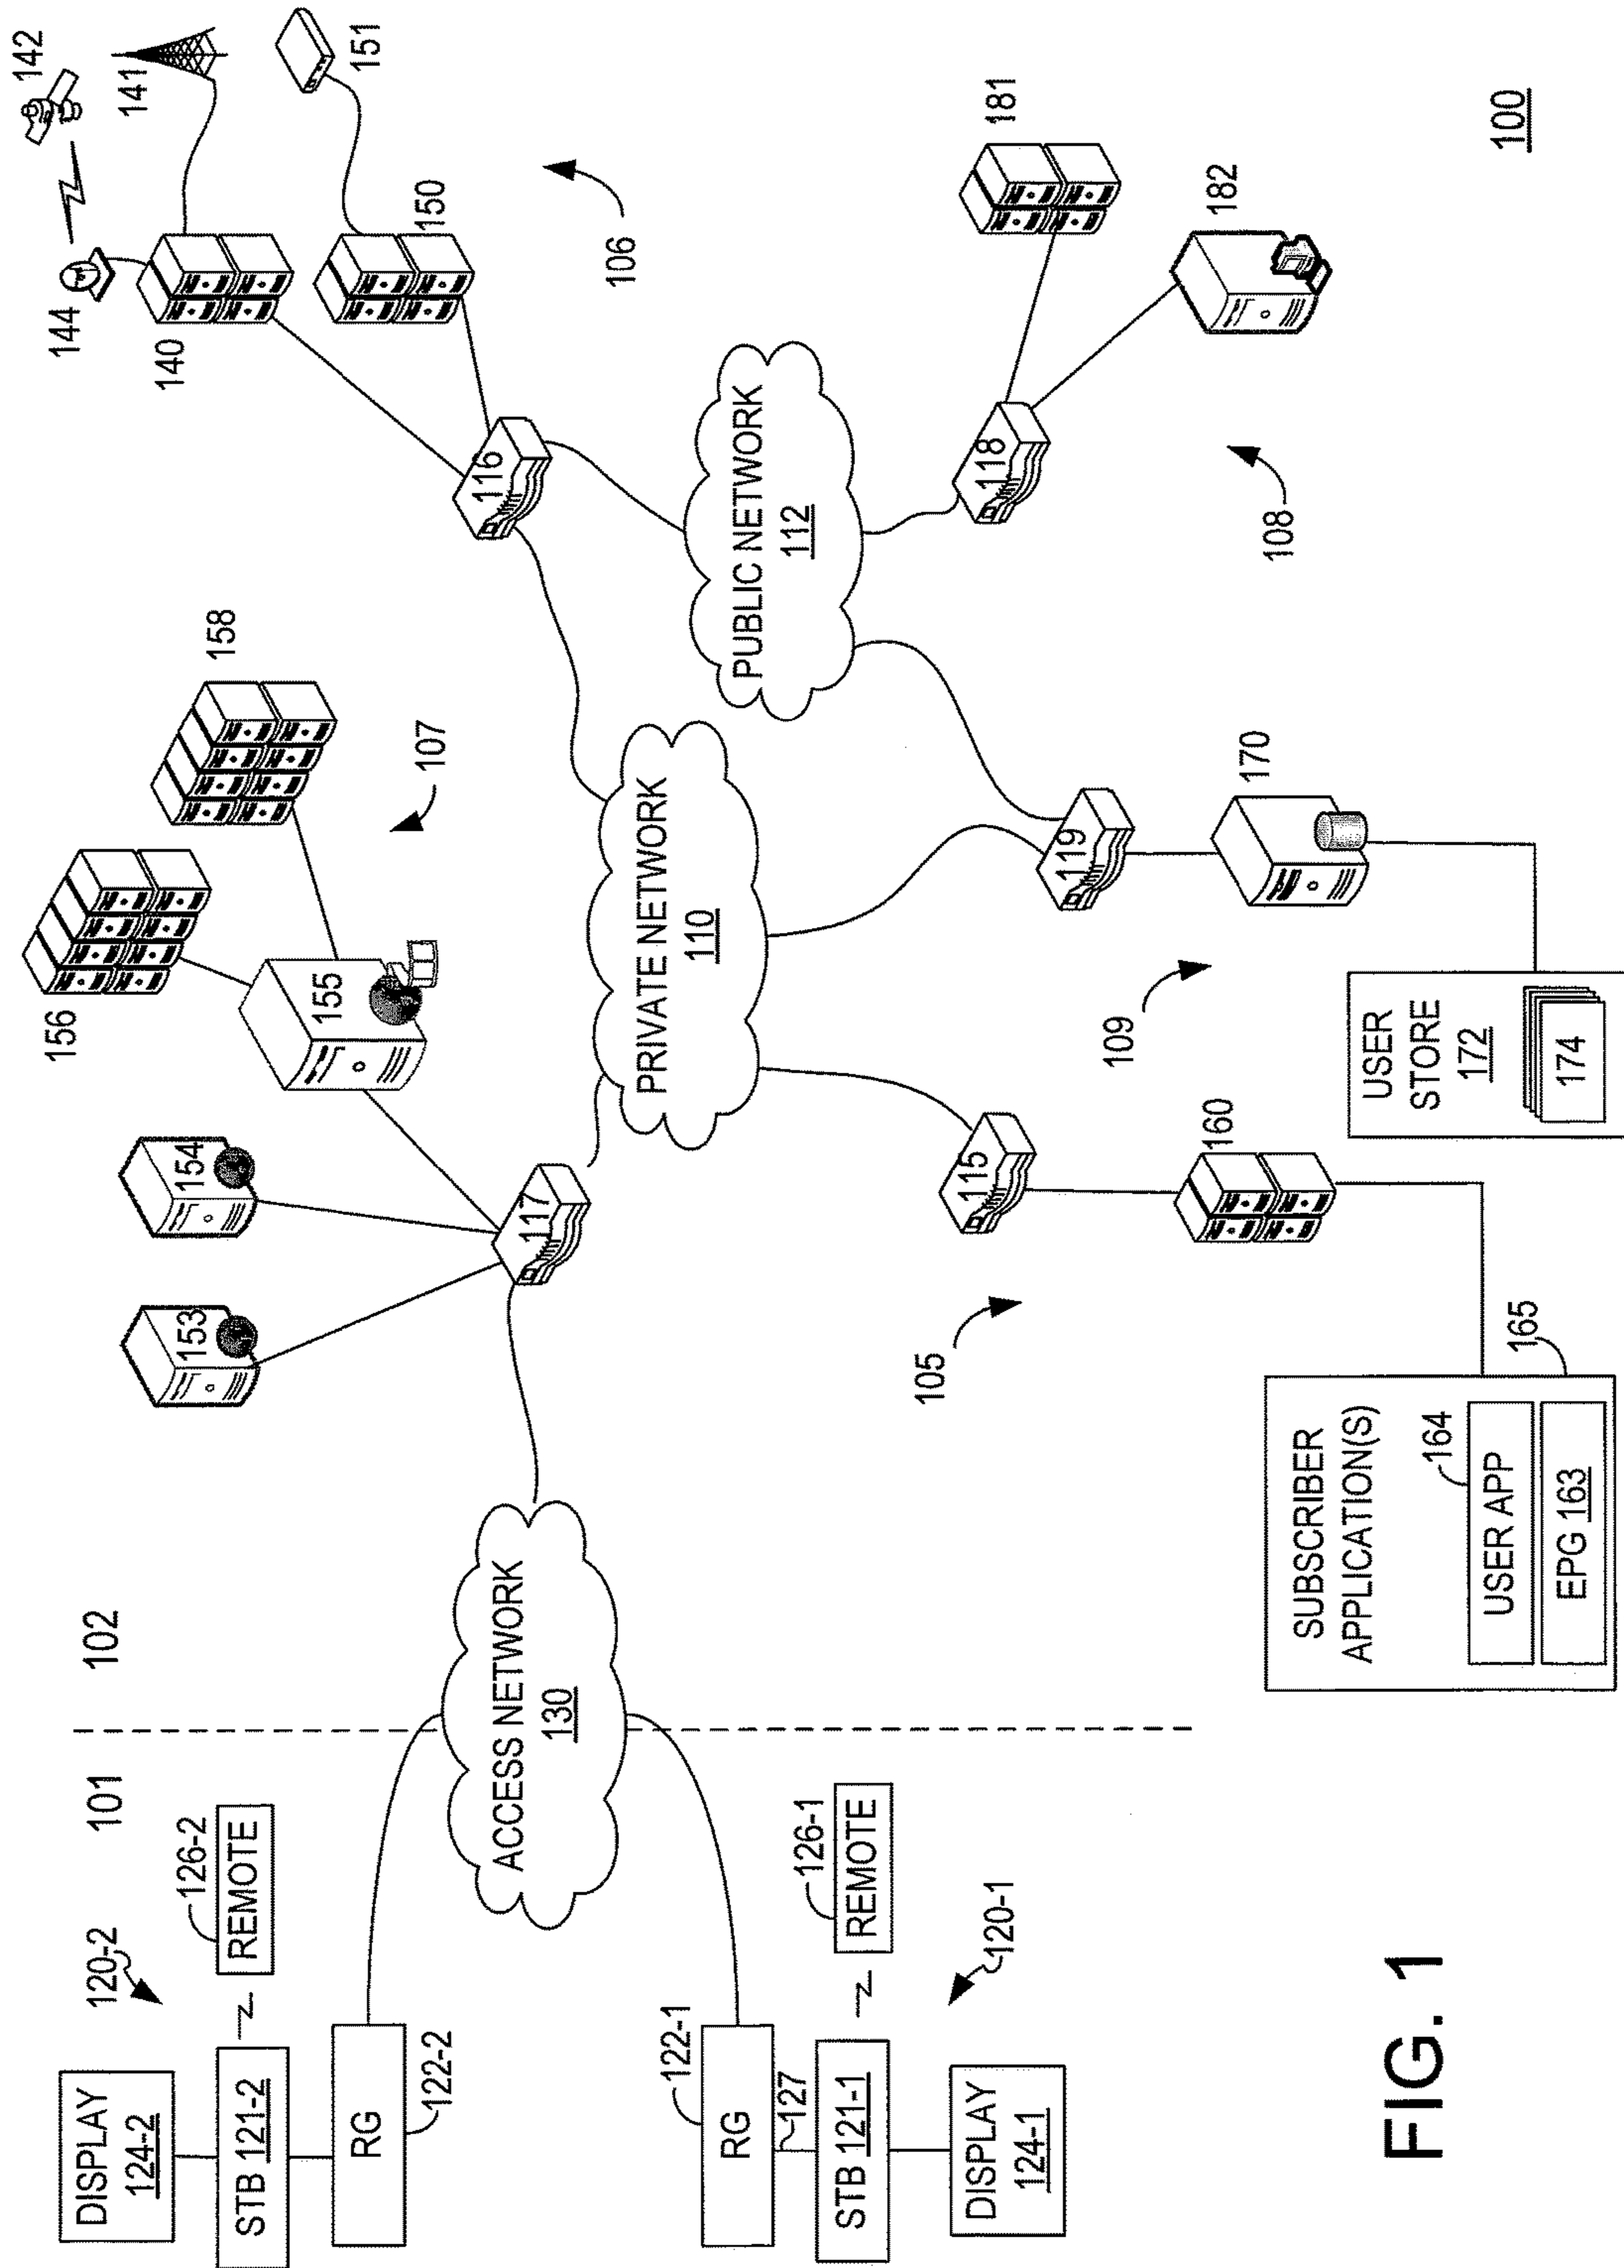 142
141
144
140
151
150
106
181
182
100
116
118
108
PUBLIC NETWORK
112
158
156
107
155
154
153
117
PRIVATE NETWORK
110
119
170
109
USER
STORE
172
174
115
160
105
165
SUBSCRIBER
APPLICATION(S)
164
USER APP
EPG 163
102
101
ACCESS NETWORK
130
120-2
126-2
REMOTE
DISPLAY
124-2
STB 121-2
RG
122-2
122-1
RG
127
126-1
REMOTE
STB 121-1
120-1
DISPLAY
124-1
FIG. 1